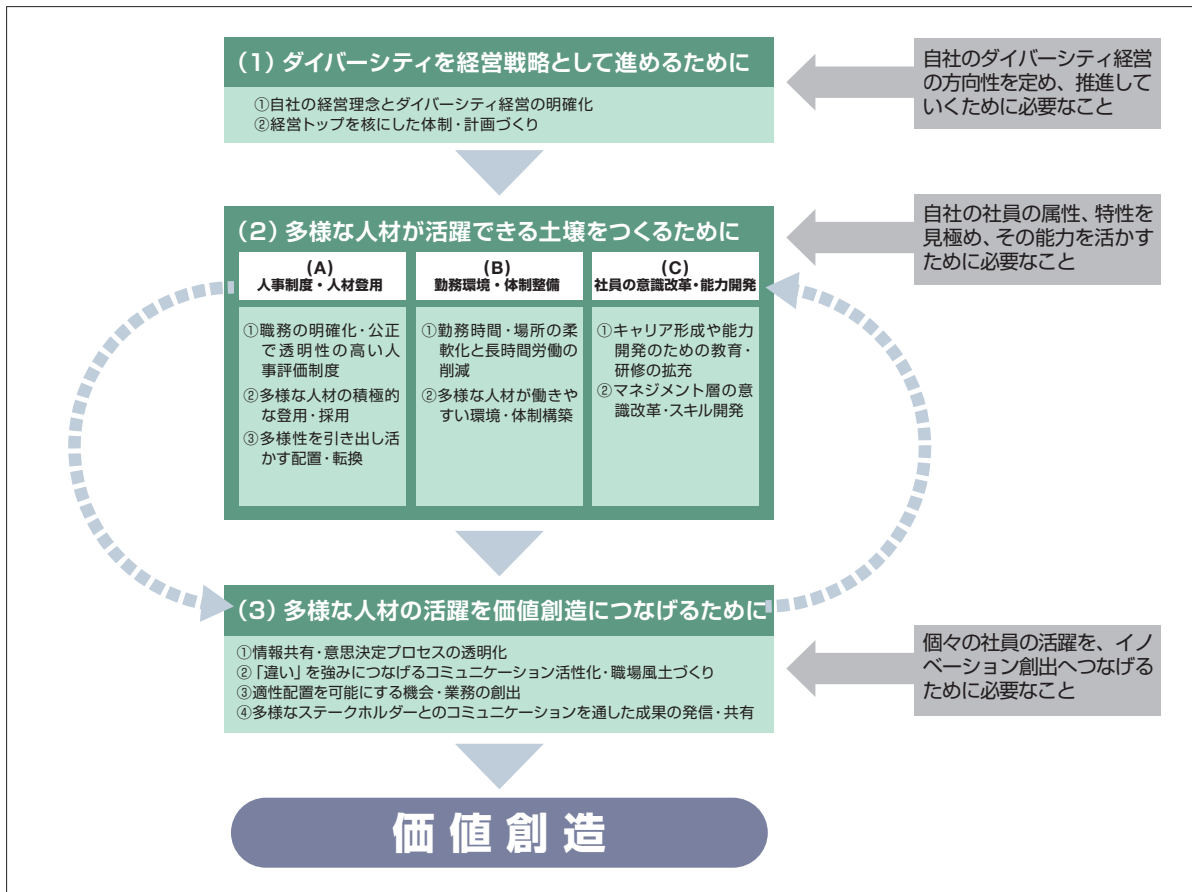 (1)ダイバーシティを経営戦略として進めるために
①自社の経営理念とダイバーシティ経営の明確化
②経営トップを核にした体制・計画づくり
自社のダイバーシティ経営
の方向性を定め、推進して
いくために必要なこと
(2)多様な人材が活躍できる土壌をつくるために
自社の社員の属性、特性を
見極め、その能力を活かす
ために必要なこと
(A)
人事制度・人材登用
①職務の明確化・公正
で透明性の高い人
事評価制度
②多様な人材の積極的
な登用・採用
③多様性を引き出し活
かす配置・転換
(B)
勤務環境・体制整備
①勤務時間・場所の柔
軟化と長時間労働の
削減
②多様な人材が働きや
すい環境・体制構築
(C)
社員の意識改革・能力開発
①キャリア形成や能力
開発のための教育・
研修の拡充
②マネジメント層の意
識改革・スキル開発
(3)多様な人材の活躍を価値創造につなげるために
①情報共有・意思決定プロセスの透明化
②「違い」を強みにつなげるコミュニケーション活性化・職場風土づくり
③適性配置を可能にする機会・業務の創出
④多様なステークホルダーとのコミュニケーションを通した成果の発信・共有
個々の社員の活躍を、イノ
ベーション創出へつなげる
ために必要なこと
価値創造